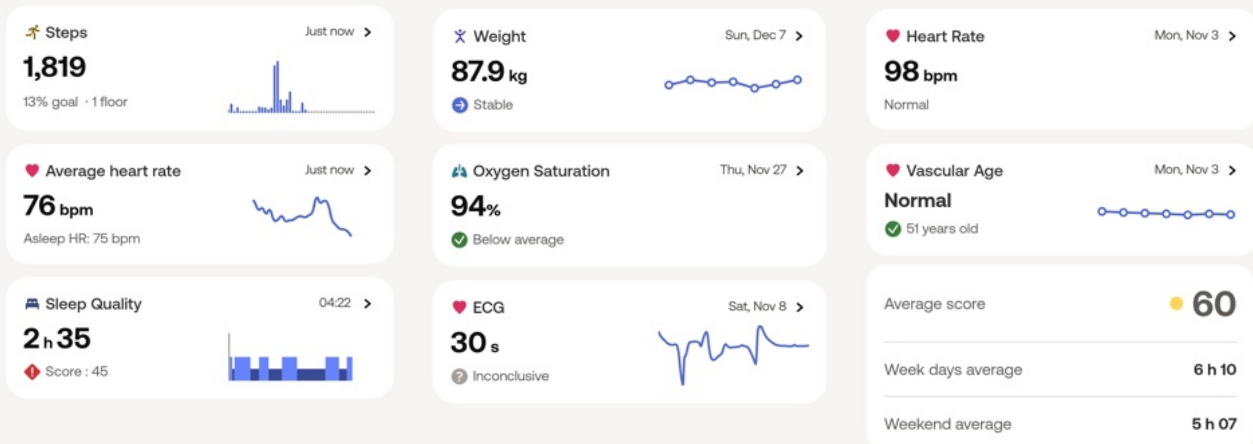 Steps
Just now
1,819
13% goal · 1 floor
Average heart rate
Just now
76 bpm
Asleep HR: 75 bpm
Sleep Quality
04:22
2 h 35
Score : 45
Weight
Sun, Dec 7
87.9 kg
Stable
Oxygen Saturation
Thu, Nov 27
94%
Below average
ECG
Sat, Nov 8
30 s
Inconclusive
Heart Rate
Mon, Nov 3
98 bpm
Normal
Vascular Age
Mon, Nov 3
Normal
51 years old
Average score
60
Week days average
6 h 10
Weekend average
5 h 07